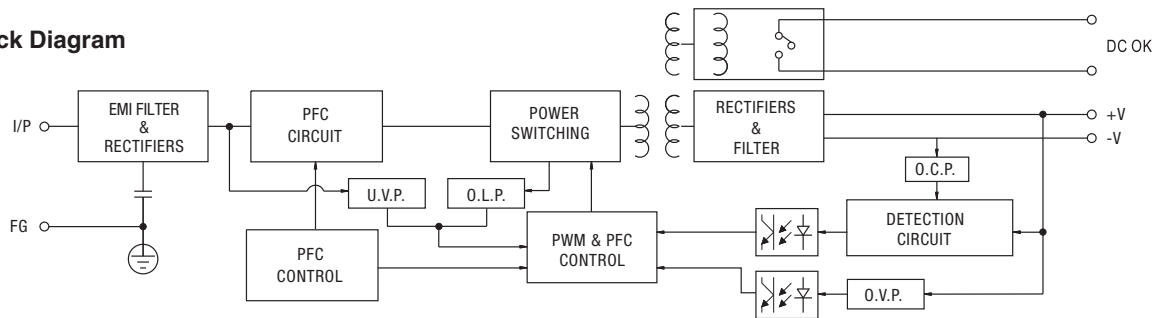 ck Diagram
DC OK
I/P
EMI FILTER
&
RECTIFIERS
PFC
CIRCUIT
POWER
SWITCHING
RECTIFIERS
&
FILTER
+V
-V
O.C.P.
U.V.P.
O.L.P.
FG
DETECTION
CIRCUIT
PFC
CONTROL
PWM & PFC
CONTROL
O.V.P.